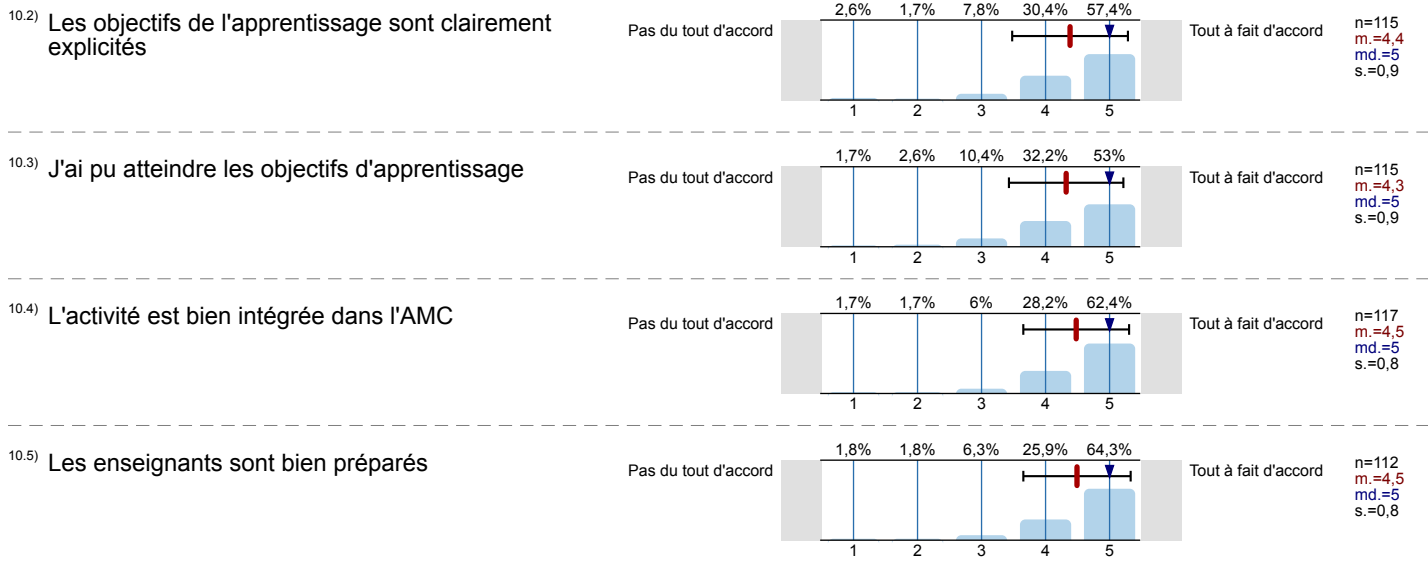 10.2) Les objectifs de l'apprentissage sont clairement
explicités
Pas du tout d'accord
2,6% 1,7% 7,8% 30,4% 57,4%
1 2 3 4 5
Tout à fait d'accord
n=115
m.=4,4
md.=5
s.=0,9
10.3) J'ai pu atteindre les objectifs d'apprentissage
Pas du tout d'accord
1,7% 2,6% 10,4% 32,2% 53%
1 2 3 4 5
Tout à fait d'accord
n=115
m.=4,3
md.=5
s.=0,9
10.4) L'activité est bien intégrée dans l'AMC
Pas du tout d'accord
1,7% 1,7% 6% 28,2% 62,4%
1 2 3 4 5
Tout à fait d'accord
n=117
m.=4,5
md.=5
s.=0,8
10.5) Les enseignants sont bien préparés
Pas du tout d'accord
1,8% 1,8% 6,3% 25,9% 64,3%
1 2 3 4 5
Tout à fait d'accord
n=112
m.=4,5
md.=5
s.=0,8